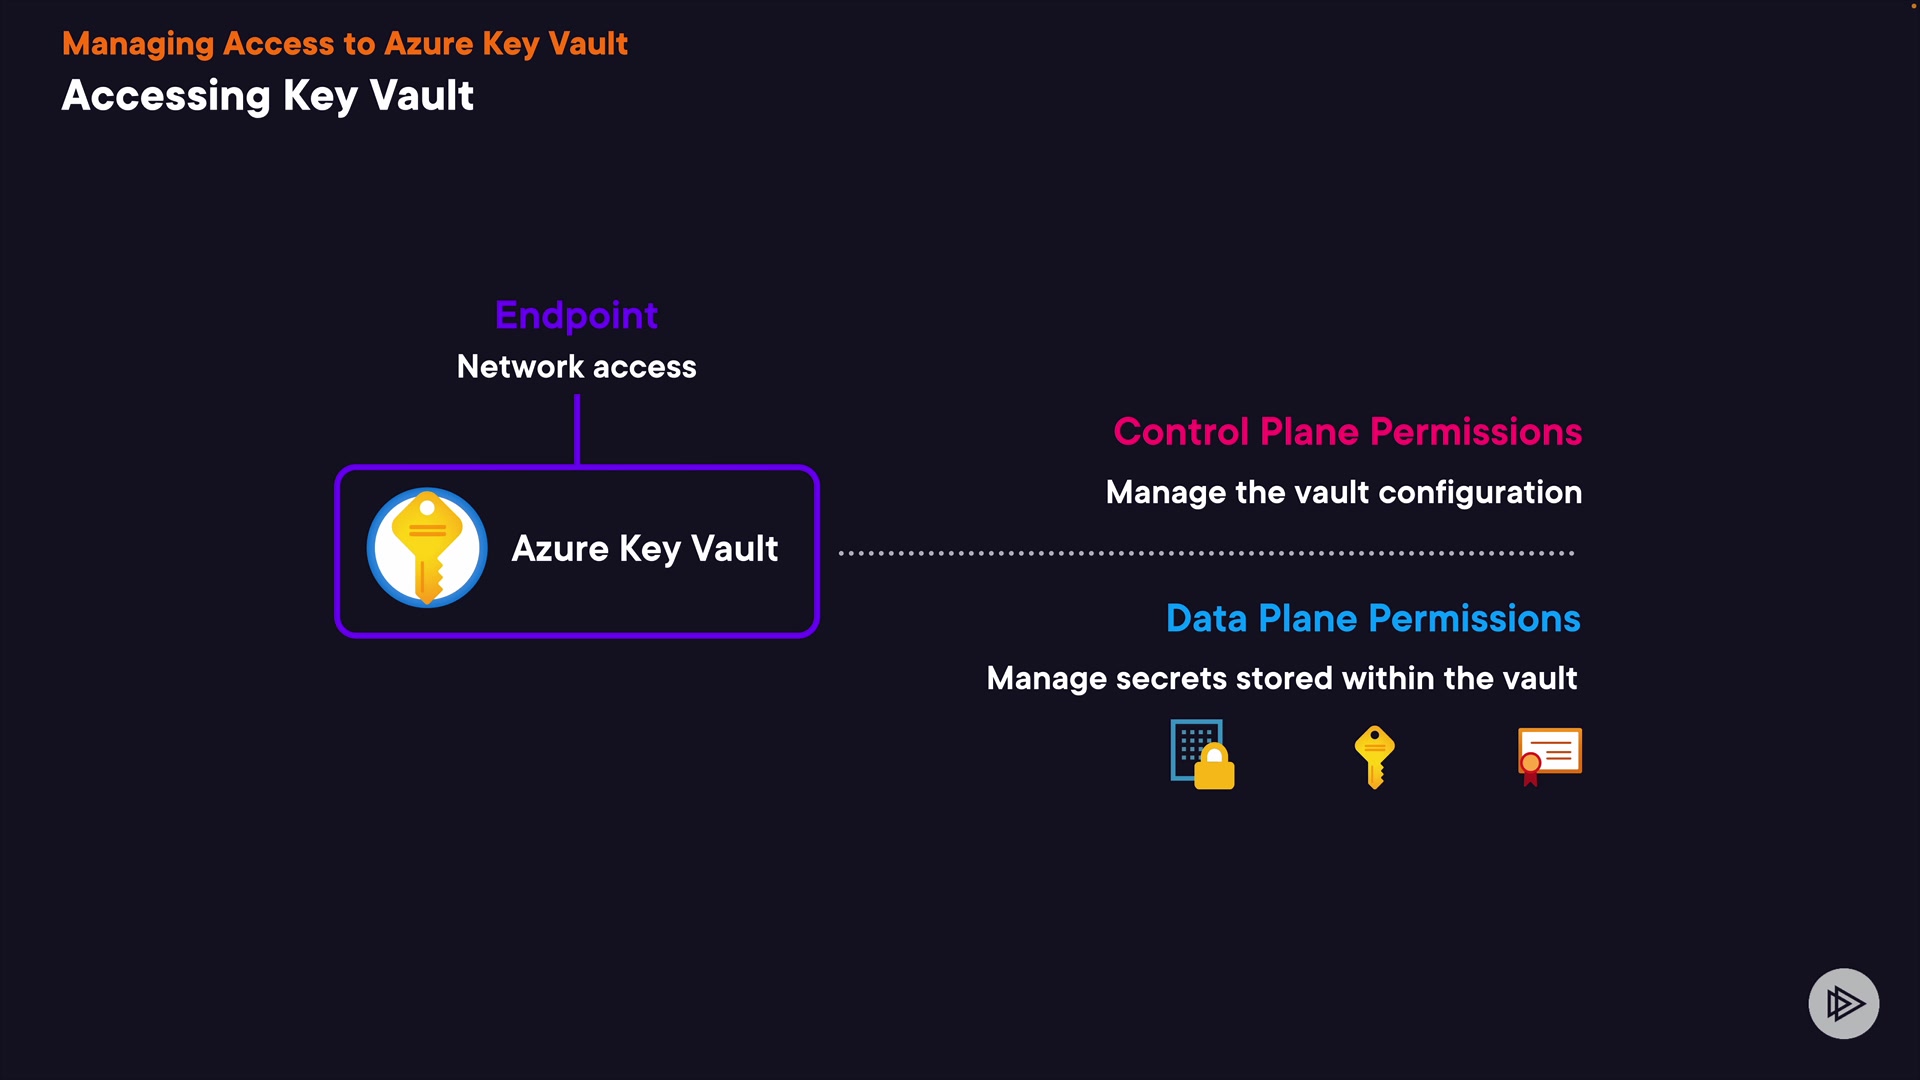 Managing Access to Azure Key Vault
Accessing Key Vault
Endpoint
Network access
Azure Key Vault
Control Plane Permissions
Manage the vault configuration
Data Plane Permissions
Manage secrets stored within the vault